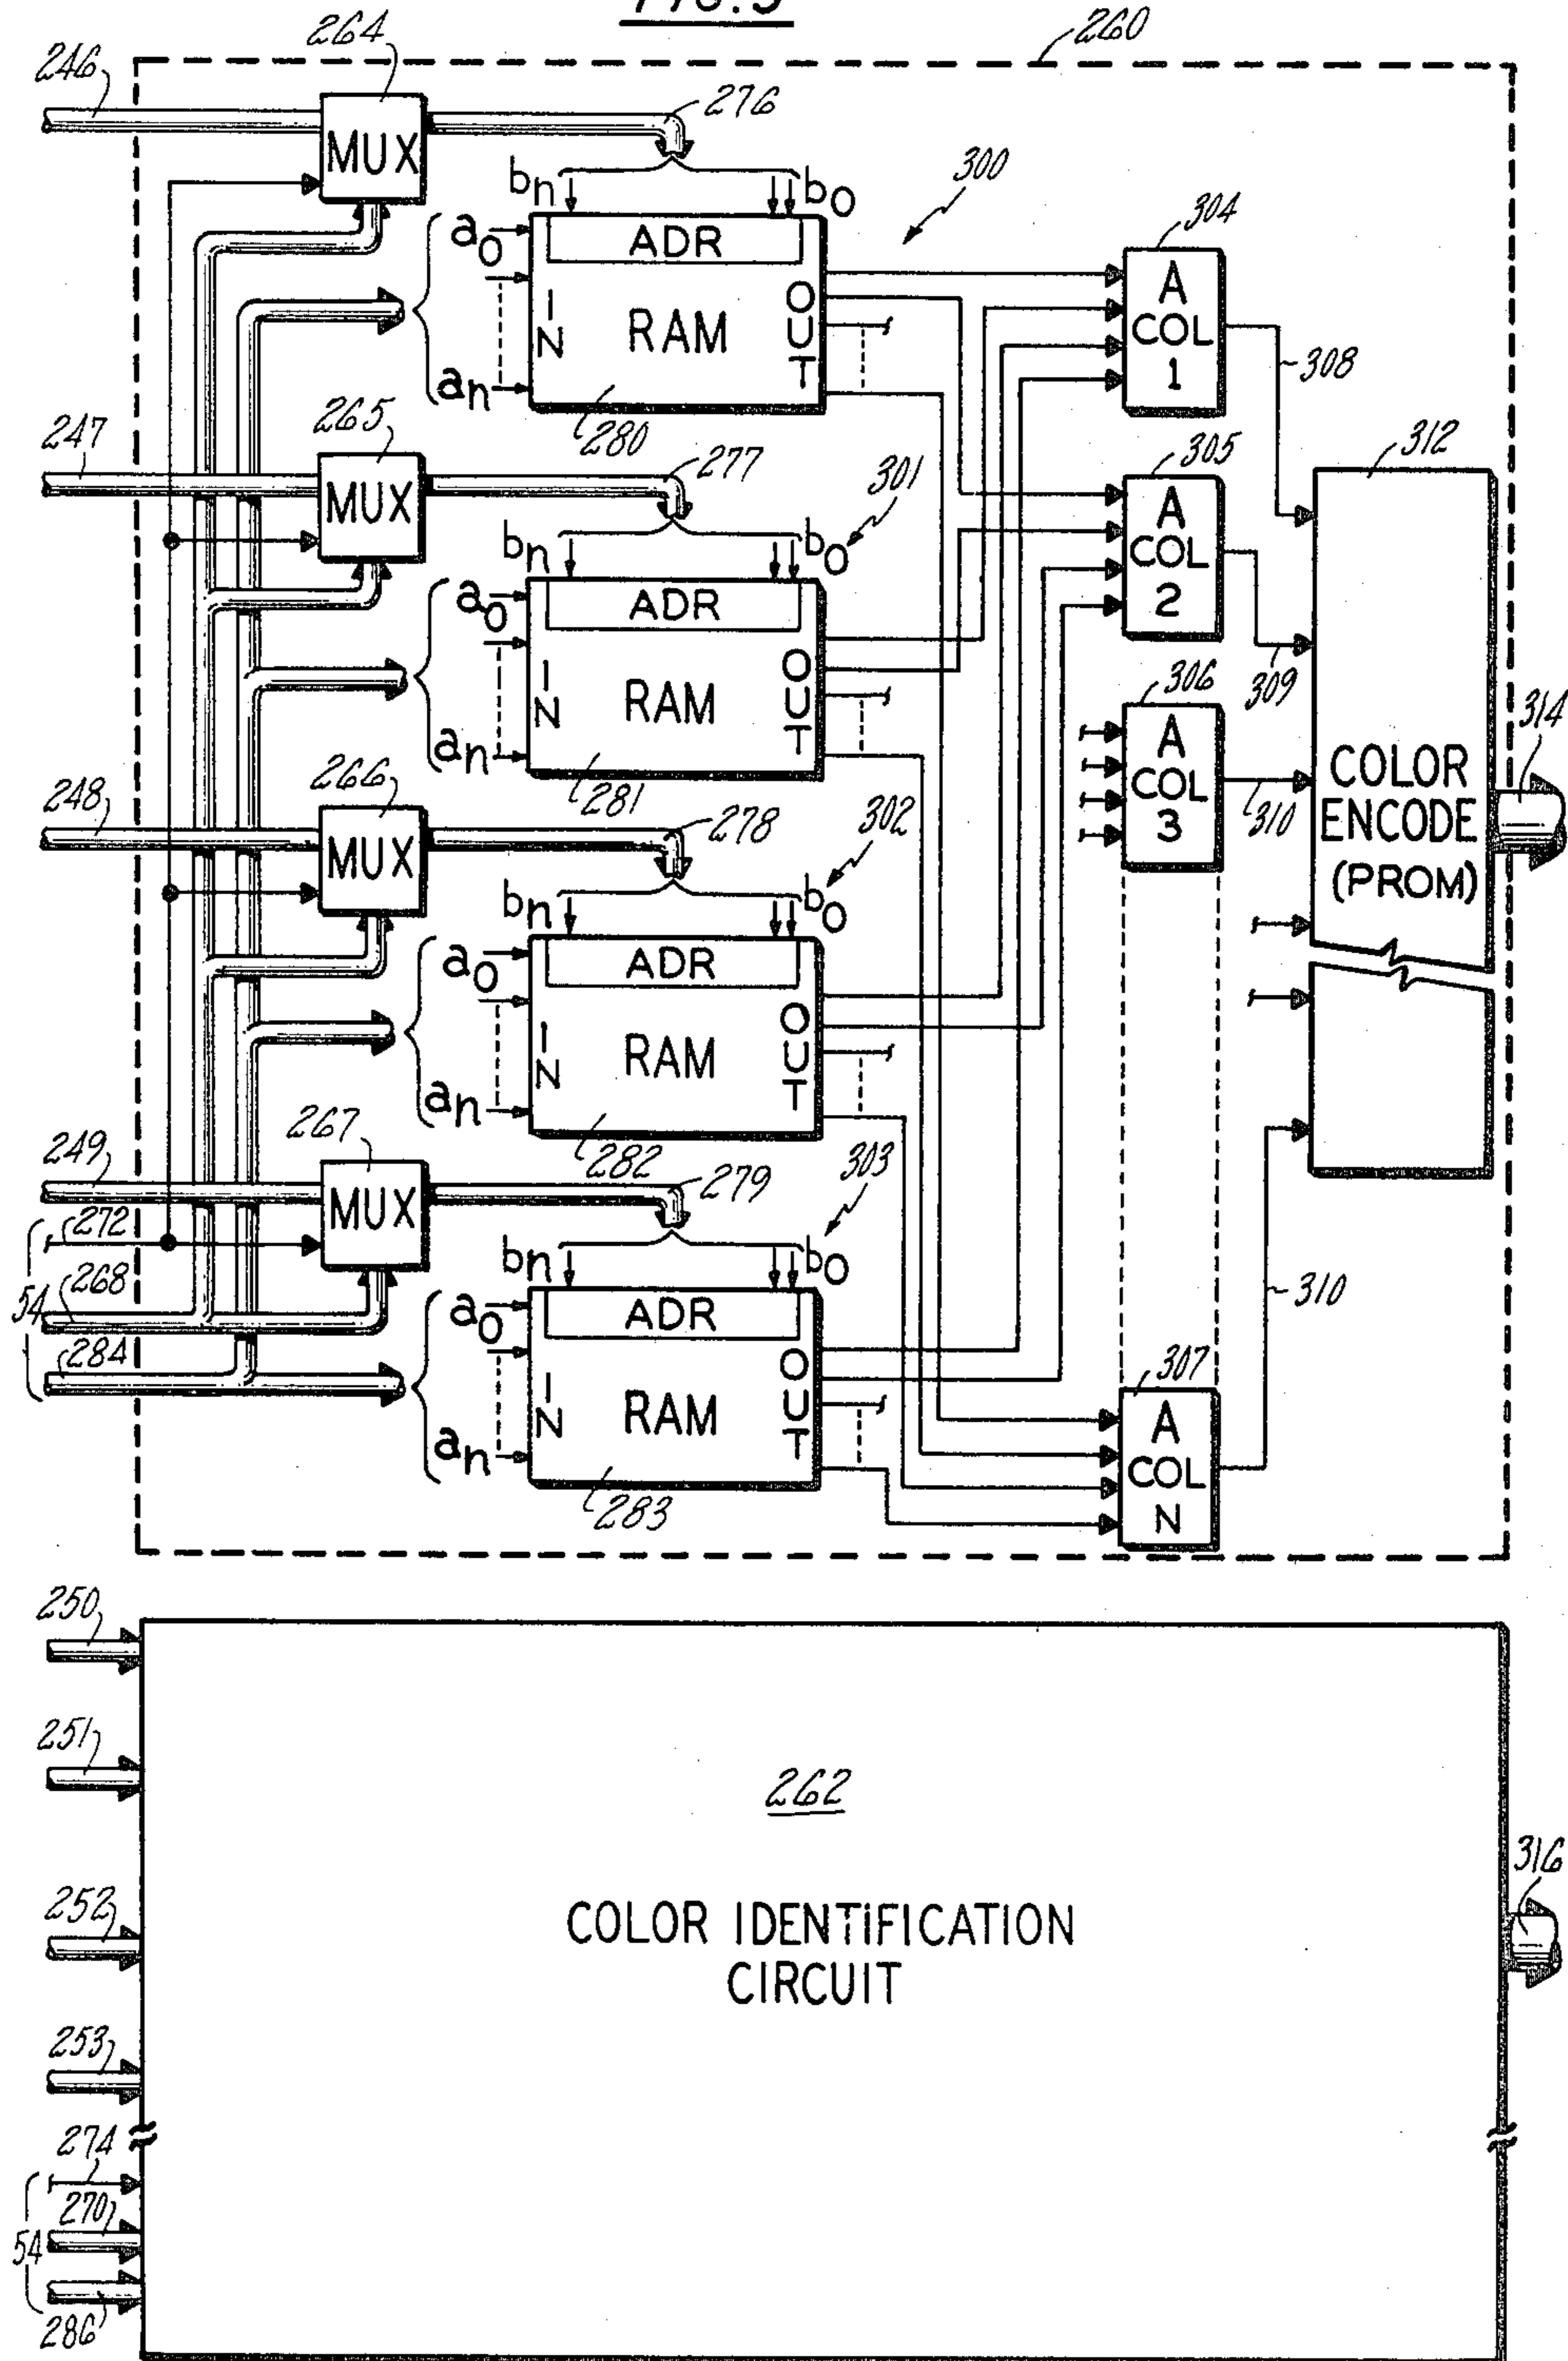 260
264
246
MUX
276
bn b0
300
a0
ADR
304
IN
RAM
OUT
A
COL
1
308
an
280
265
247
MUX
277
301
305
312
bn b0
a0
ADR
A
COL
2
309
IN
RAM
OUT
306
314
an
281
A
COL
3
310
COLOR
ENCODE
(PROM)
266
248
MUX
278
302
bn b0
a0
ADR
IN
RAM
OUT
an
282
267
249
MUX
279
303
272
bn b0
54
268
a0
ADR
310
284
IN
RAM
OUT
307
an
283
A
COL
N
250
251
262
252
316
COLOR IDENTIFICATION
CIRCUIT
253
274
54
270
286